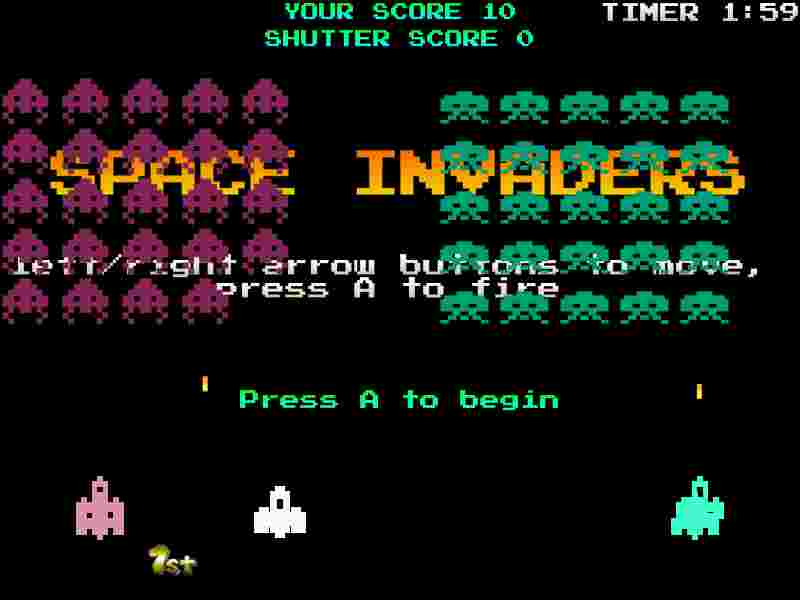 YOUR SCORE 10
TIMER 1:59
SHUTTER SCORE 0
SPACE INVADERS
left/right arrow buttons to move,
press A to fire
Press A to begin
1st